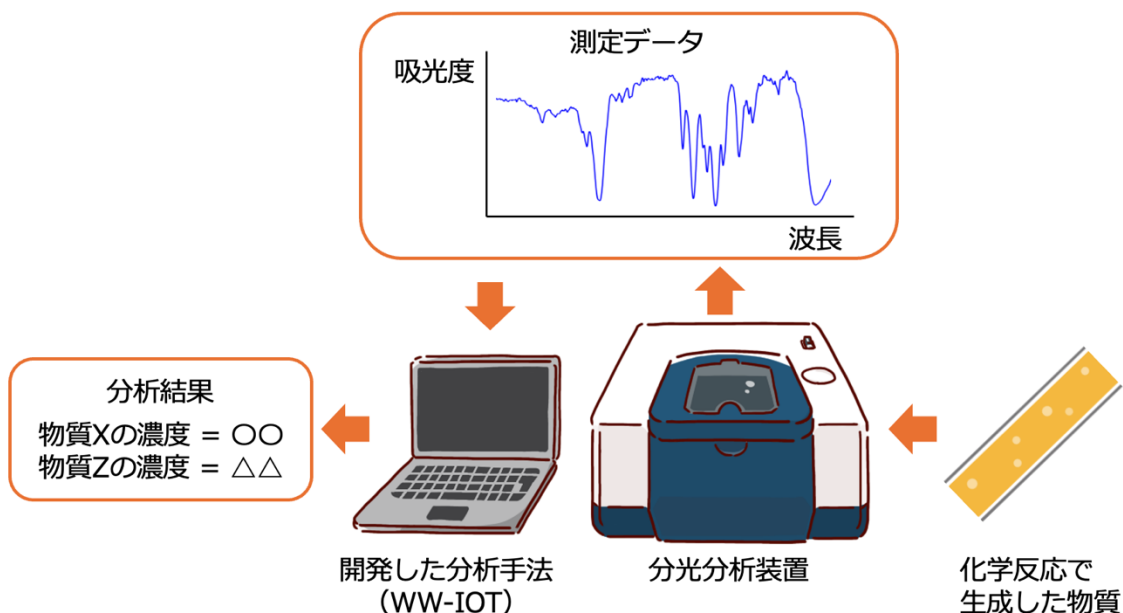 測定データ
吸光度
波長
分析結果
物質Xの濃度 = 〇〇
物質Zの濃度 = △△
開発した分析手法
(WW-IOT)
分光分析装置
化学反応で
生成した物質